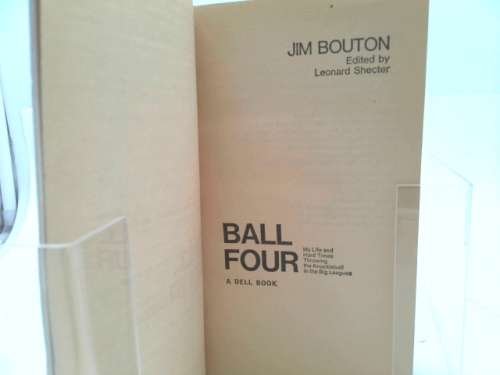 JIM BOUTON
Edited by
Leonard Shecter
BALL
FOUR
My Life and
Hard Times
Throwing
the Knuckleball
in the Big Leagues
A DELL BOOK